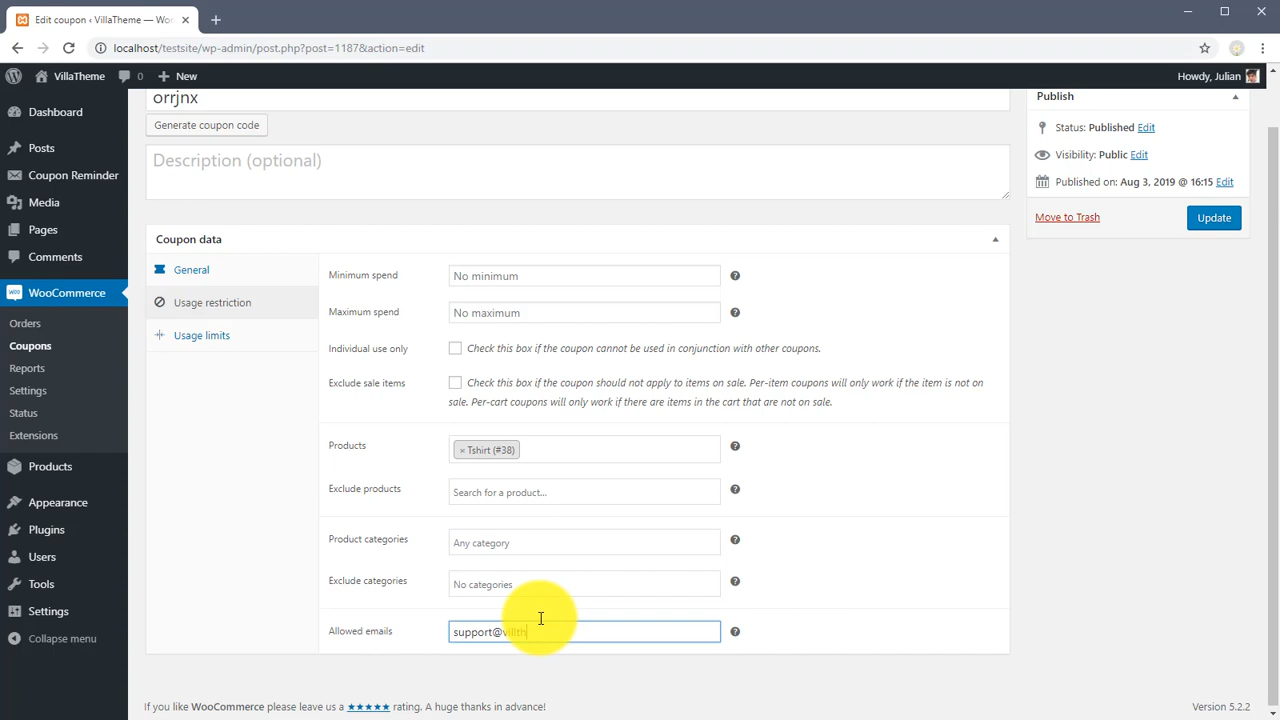 Edit coupon ‹ VillaTheme — Woo
localhost/testsite/wp-admin/post.php?post=1187&action=edit
VillaTheme
0
New
Howdy, Julian
Dashboard
Posts
Coupon Reminder
Media
Pages
Comments
WooCommerce
Orders
Coupons
Reports
Settings
Status
Extensions
Products
Appearance
Plugins
Users
Tools
Settings
Collapse menu
orrjnx
Generate coupon code
Description (optional)
Coupon data
General
Usage restriction
Usage limits
Minimum spend
No minimum
Maximum spend
No maximum
Individual use only
Check this box if the coupon cannot be used in conjunction with other coupons.
Exclude sale items
Check this box if the coupon should not apply to items on sale. Per-item coupons will only work if the item is not on
sale. Per-cart coupons will only work if there are items in the cart that are not on sale.
Products
× Tshirt (#38)
Exclude products
Search for a product...
Product categories
Any category
Exclude categories
No categories
Allowed emails
support@villth
Publish
Status: Published Edit
Visibility: Public Edit
Published on: Aug 3, 2019 @ 16:15 Edit
Move to Trash
Update
If you like WooCommerce please leave us a ★★★★★ rating. A huge thanks in advance!
Version 5.2.2